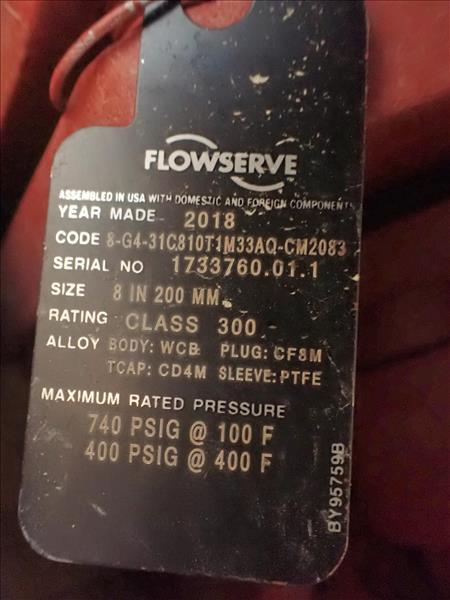 FLOWSERVE
ASSEMBLED IN USA WITH DOMESTIC AND FOREIGN COMPONENTS
YEAR MADE 2018
CODE 8-G4-31C810T1M33AQ-CM2083
SERIAL NO 1733760.01.1
SIZE 8 IN 200 MM
RATING CLASS 300
ALLOY BODY: WCB PLUG: CF8M
TCAP: CD4M SLEEVE: PTFE
MAXIMUM RATED PRESSURE
740 PSIG @ 100 F
400 PSIG @ 400 F
BY95759B